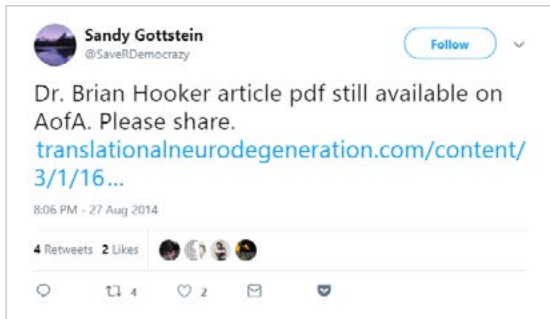 Sandy Gottstein
@SaveRDemocrazy
Follow
Dr. Brian Hooker article pdf still available on
AofA. Please share.
translationalneurodegeneration.com/content/
3/1/16...
8:06 PM - 27 Aug 2014
4 Retweets 2 Likes
4 2